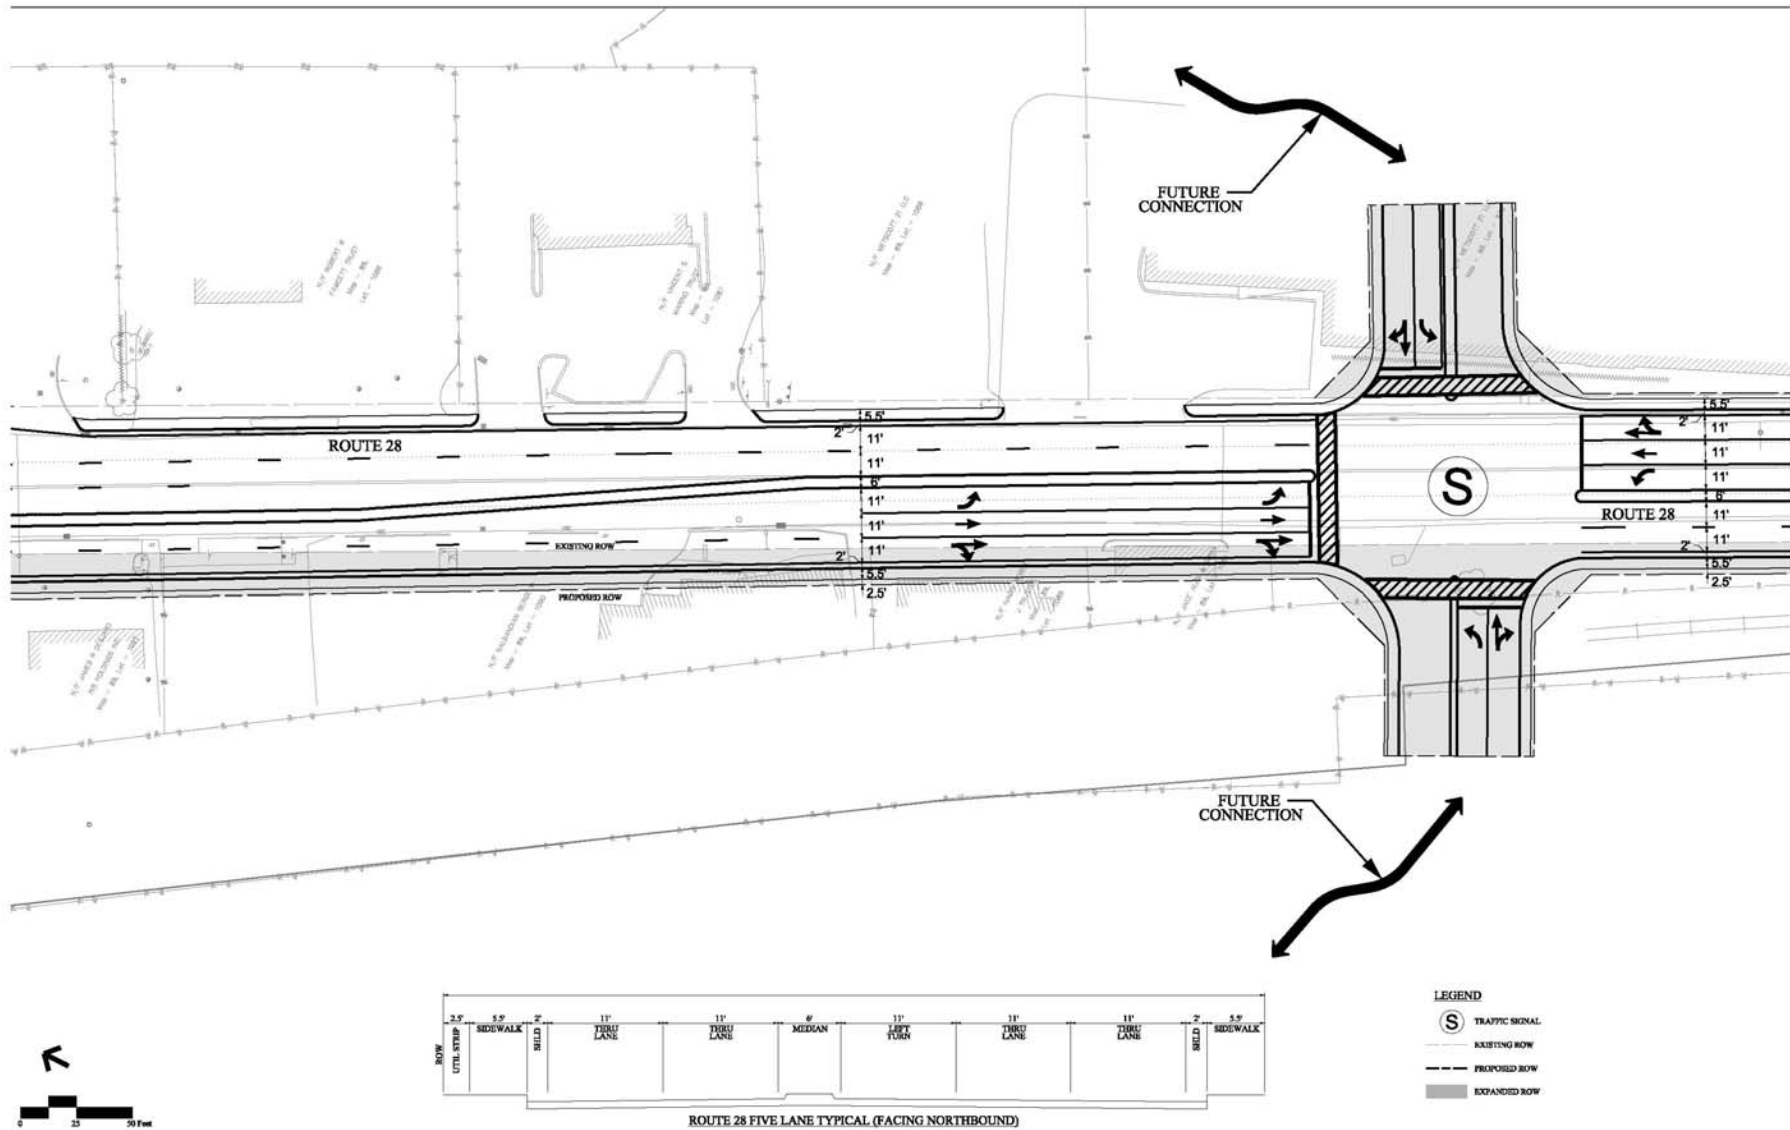 FUTURE
CONNECTION
ROUTE 28
5.5'
2'
11'
11'
6'
11'
11'
11'
2'
5.5'
2.5'
EXISTING ROW
PROPOSED ROW
S
5.5'
2'
11'
11'
11'
6'
ROUTE 28
11'
11'
2'
5.5'
2.5'
FUTURE
CONNECTION
2.5' 5.5' 2' 11' 11' 6' 11' 11' 11' 2' 5.5'
ROW
UTIL STRIP
SIDEWALK
SHLD
THRU
LANE
THRU
LANE
MEDIAN
LEFT
TURN
THRU
LANE
THRU
LANE
SHLD
SIDEWALK
ROUTE 28 FIVE LANE TYPICAL (FACING NORTHBOUND)
LEGEND
S TRAFFIC SIGNAL
EXISTING ROW
PROPOSED ROW
EXPANDED ROW
0 25 50 Feet